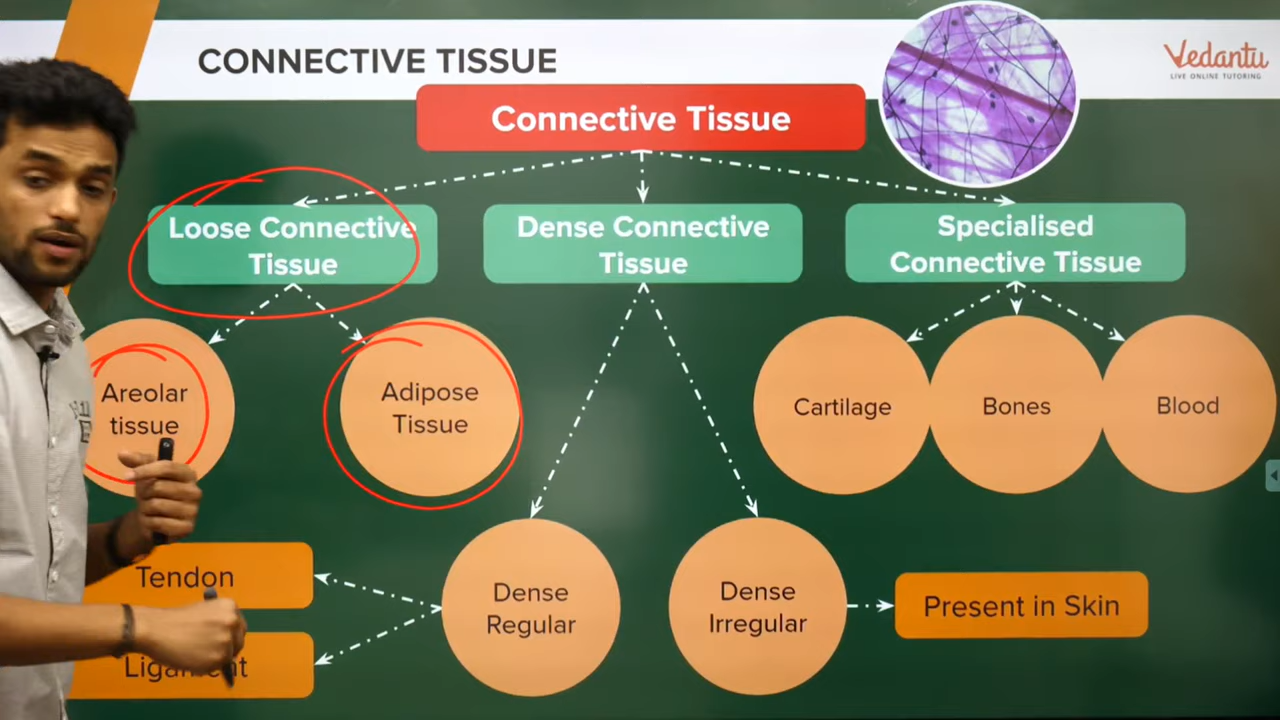 CONNECTIVE TISSUE
Vedantu
LIVE ONLINE TUTORING
Connective Tissue
Loose Connective
Tissue
Dense Connective
Tissue
Specialised
Connective Tissue
Areolar
tissue
Adipose
Tissue
Cartilage
Bones
Blood
Tendon
Ligament
Dense
Regular
Dense
Irregular
Present in Skin